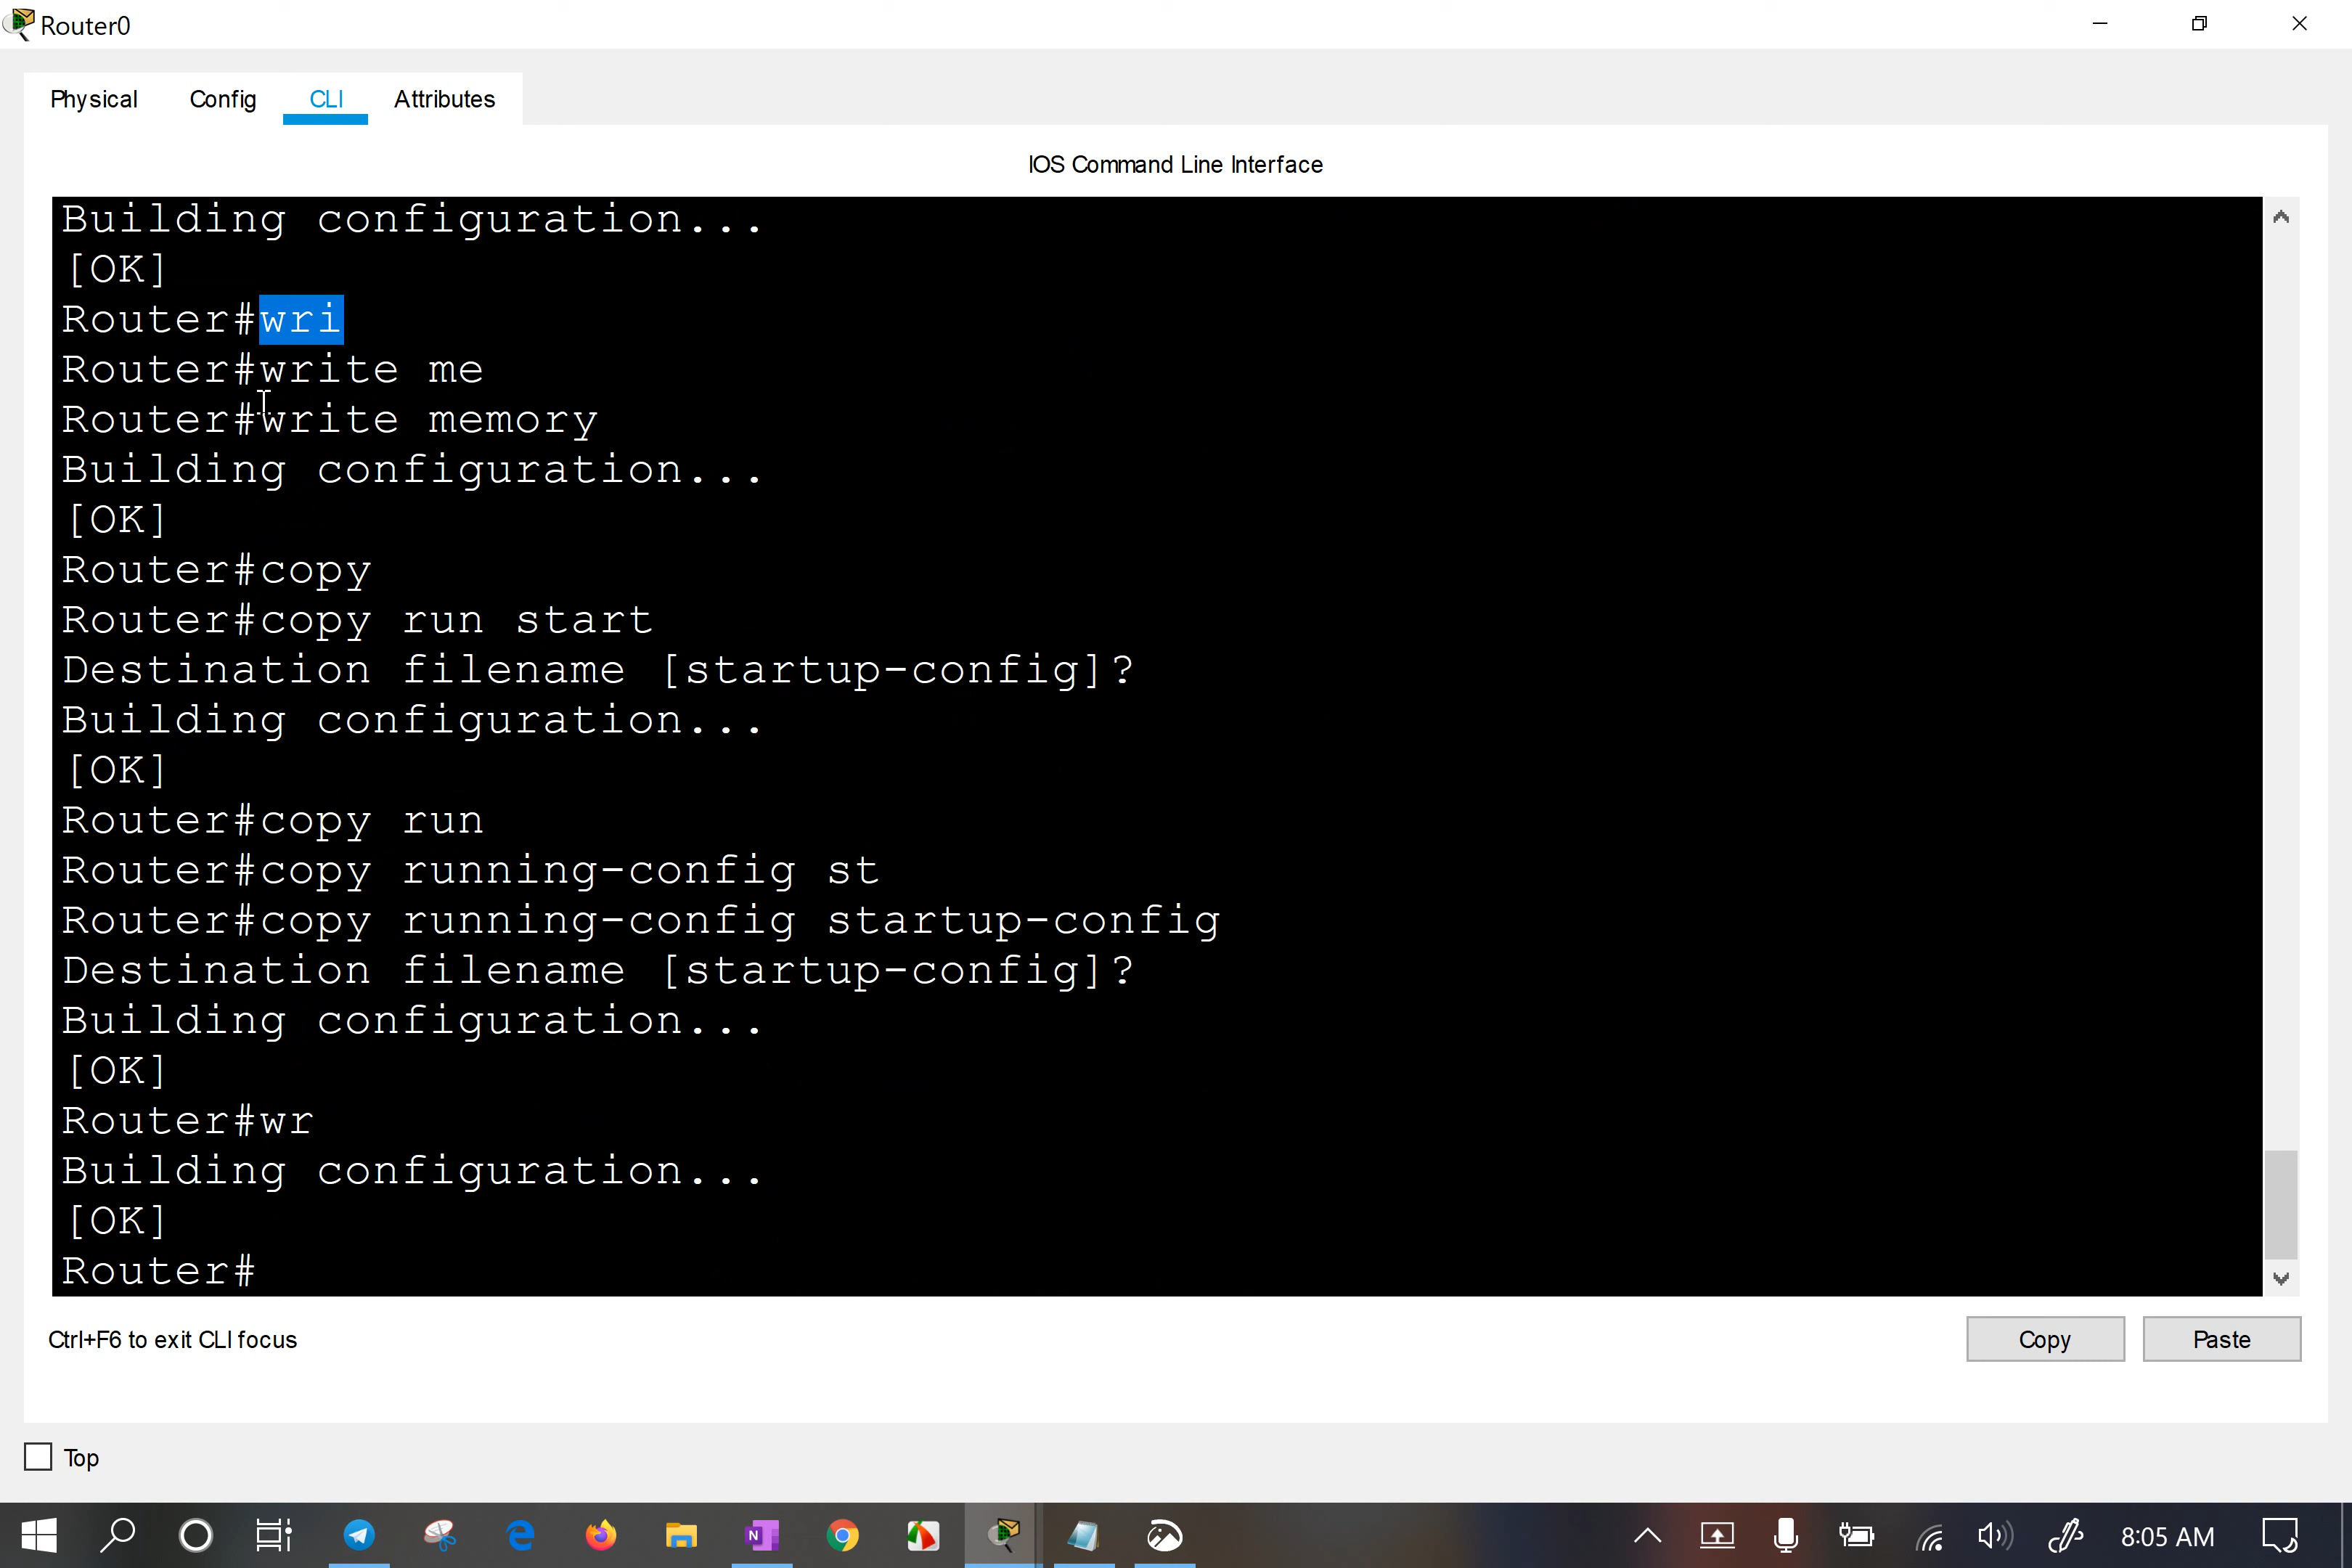 Router0
Physical Config CLI Attributes
IOS Command Line Interface
Building configuration...
[OK]
Router#wri
Router#write me
Router#write memory
Building configuration...
[OK]
Router#copy
Router#copy run start
Destination filename [startup-config]?
Building configuration...
[OK]
Router#copy run
Router#copy running-config st
Router#copy running-config startup-config
Destination filename [startup-config]?
Building configuration...
[OK]
Router#wr
Building configuration...
[OK]
Router#
Ctrl+F6 to exit CLI focus
Copy Paste
Top
8:05 AM